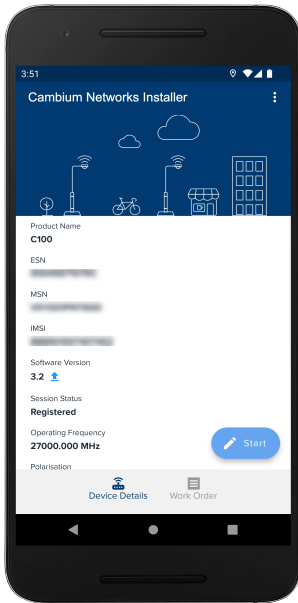 3:51
Cambium Networks Installer
Product Name
C100
ESN
MSN
IMSI
Software Version
3.2
Session Status
Registered
Operating Frequency
27000.000 MHz
Start
Polarisation
Device Details
Work Order